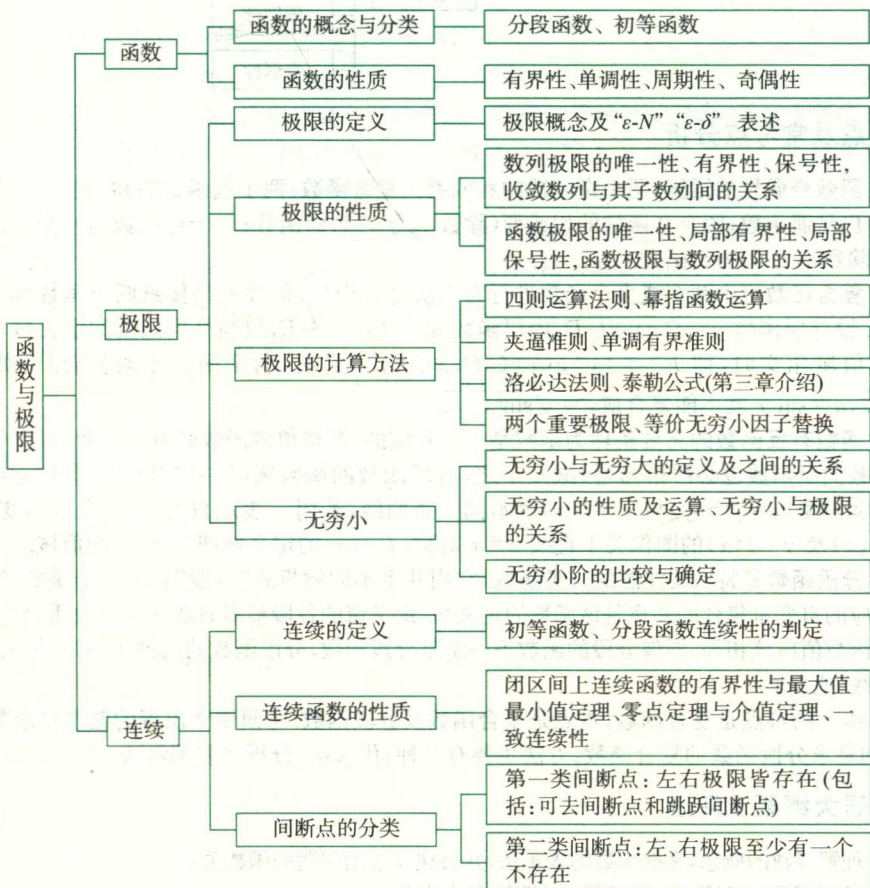 函数与极限
函数
函数的概念与分类
分段函数、初等函数
函数的性质
有界性、单调性、周期性、奇偶性
极限
极限的定义
极限概念及“ε-N”“ε-δ” 表述
极限的性质
数列极限的唯一性、有界性、保号性,
收敛数列与其子数列间的关系
函数极限的唯一性、局部有界性、局部
保号性,函数极限与数列极限的关系
极限的计算方法
四则运算法则、幂指函数运算
夹逼准则、单调有界准则
洛必达法则、泰勒公式(第三章介绍)
两个重要极限、等价无穷小因子替换
无穷小
无穷小与无穷大的定义及之间的关系
无穷小的性质及运算、无穷小与极限
的关系
无穷小阶的比较与确定
连续
连续的定义
初等函数、分段函数连续性的判定
连续函数的性质
闭区间上连续函数的有界性与最大值
最小值定理、零点定理与介值定理、一
致连续性
间断点的分类
第一类间断点:左右极限皆存在(包
括:可去间断点和跳跃间断点)
第二类间断点:左、右极限至少有一个
不存在